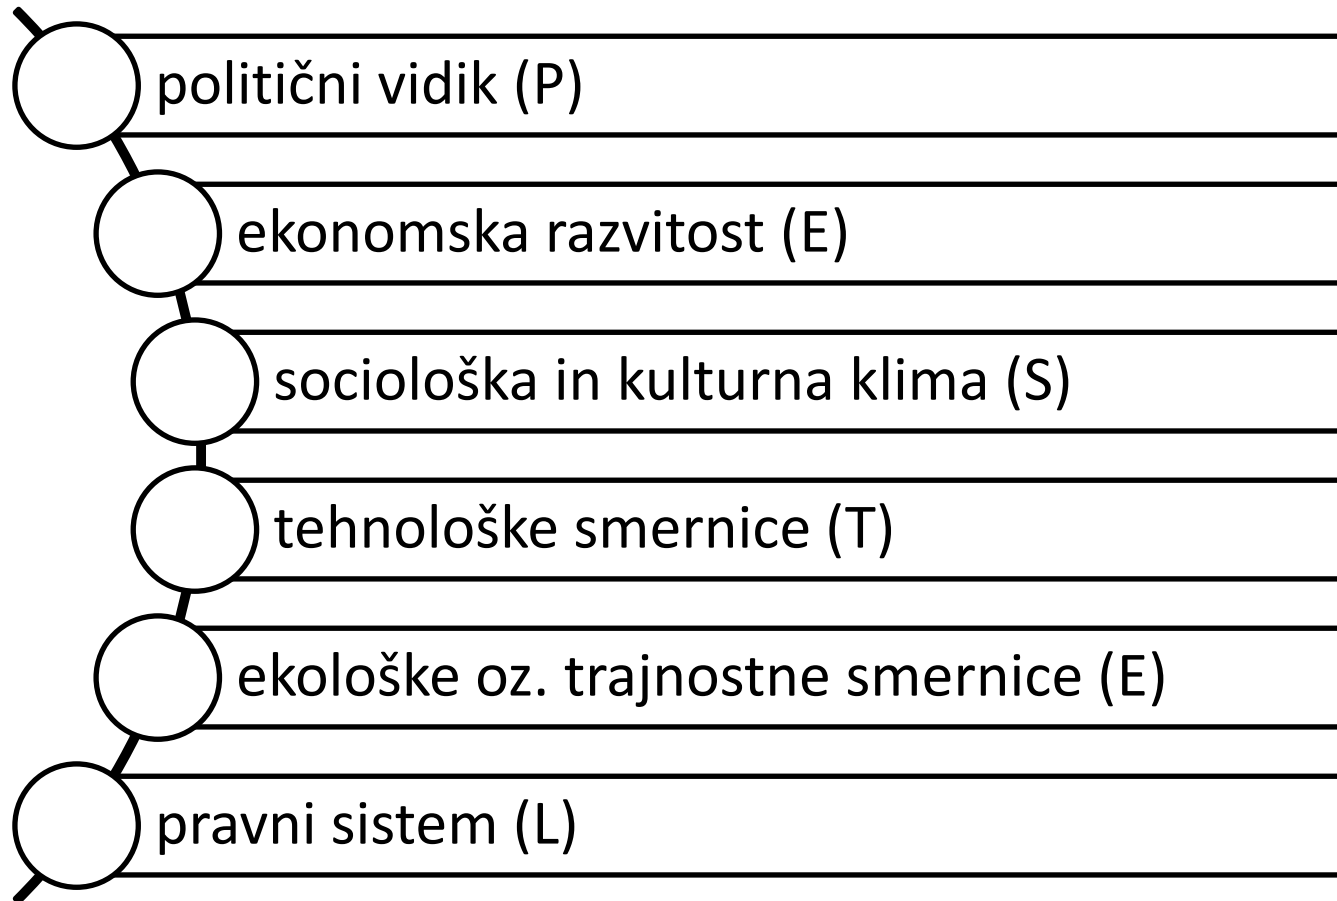 politični vidik (P)
ekonomska razvitost (E)
sociološka in kulturna klima (S)
tehnološke smernice (T)
ekološke oz. trajnostne smernice (E)
pravni sistem (L)